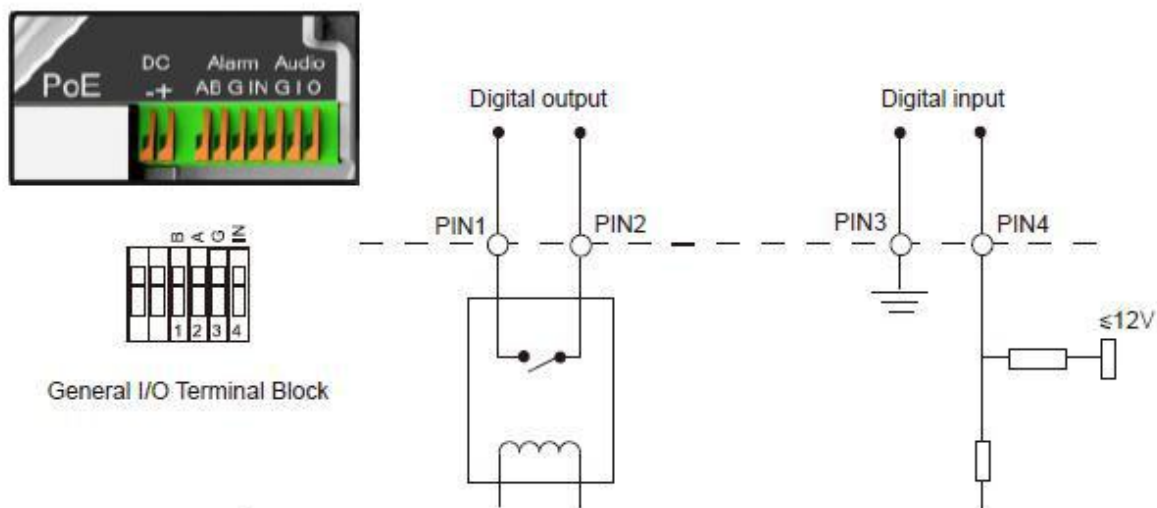 DC Alarm Audio
PoE -+ AB G IN G I O
Digital output
Digital input
PIN1
PIN2
PIN3
PIN4
B A G IN
1 2 3 4
≤12V
General I/O Terminal Block